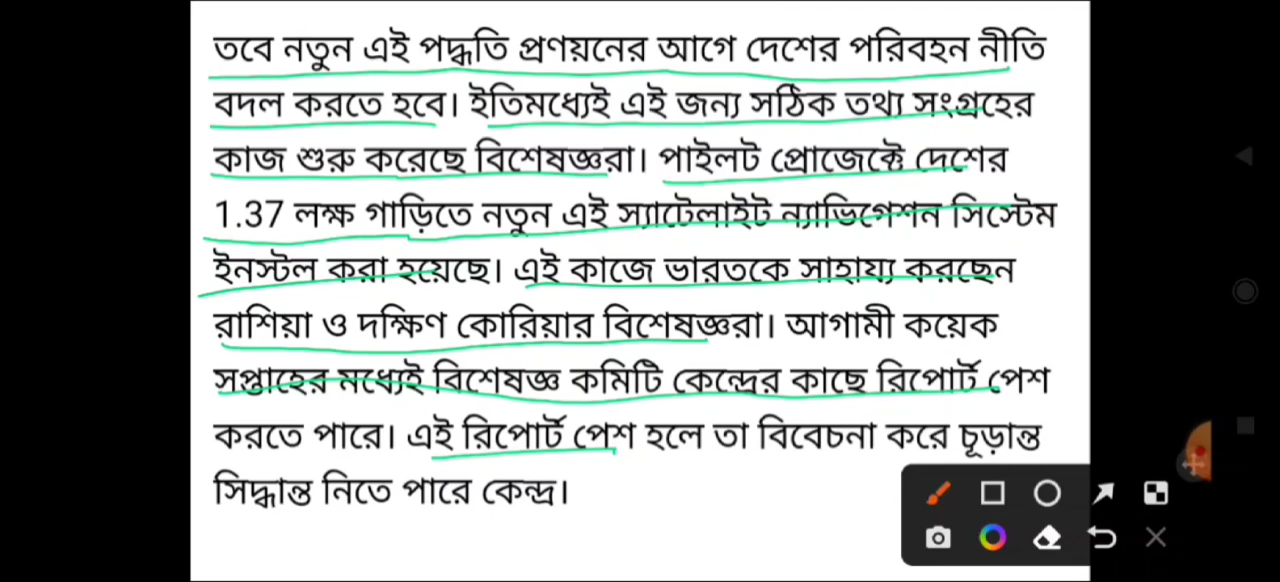 তবে নতুন এই পদ্ধতি প্রণয়নের আগে দেশের পরিবহন নীতি
বদল করতে হবে। ইতিমধ্যেই এই জন্য সঠিক তথ্য সংগ্রহের
কাজ শুরু করেছে বিশেষজ্ঞরা। পাইলট প্রোজেক্টে দেশের
1.37 লক্ষ গাড়িতে নতুন এই স্যাটেলাইট ন্যাভিগেশন সিস্টেম
ইনস্টল করা হয়েছে। এই কাজে ভারতকে সাহায্য করছেন
রাশিয়া ও দক্ষিণ কোরিয়ার বিশেষজ্ঞরা। আগামী কয়েক
সপ্তাহের মধ্যেই বিশেষজ্ঞ কমিটি কেন্দ্রের কাছে রিপোর্ট পেশ
করতে পারে। এই রিপোর্ট পেশ হলে তা বিবেচনা করে চূড়ান্ত
সিদ্ধান্ত নিতে পারে কেন্দ্র।